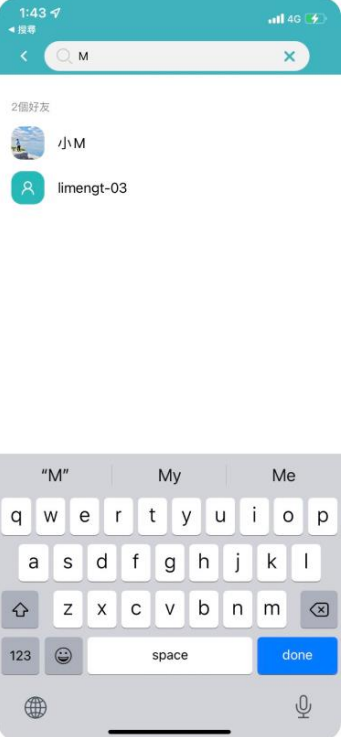 1:43
4G
◀ 搜尋
M
2個好友
小M
limengt-03
“M” My Me
q w e r t y u i o p
a s d f g h j k l
z x c v b n m
123 space done